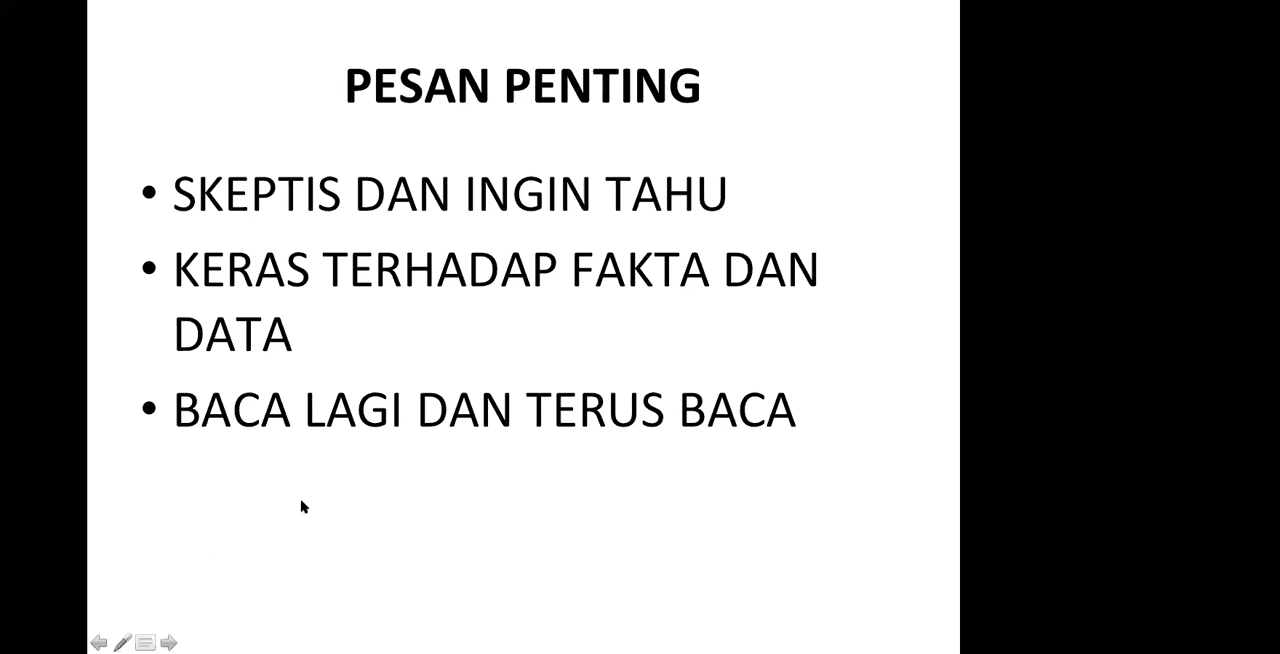 PESAN PENTING
• SKEPTIS DAN INGIN TAHU
• KERAS TERHADAP FAKTA DAN
DATA
• BACA LAGI DAN TERUS BACA